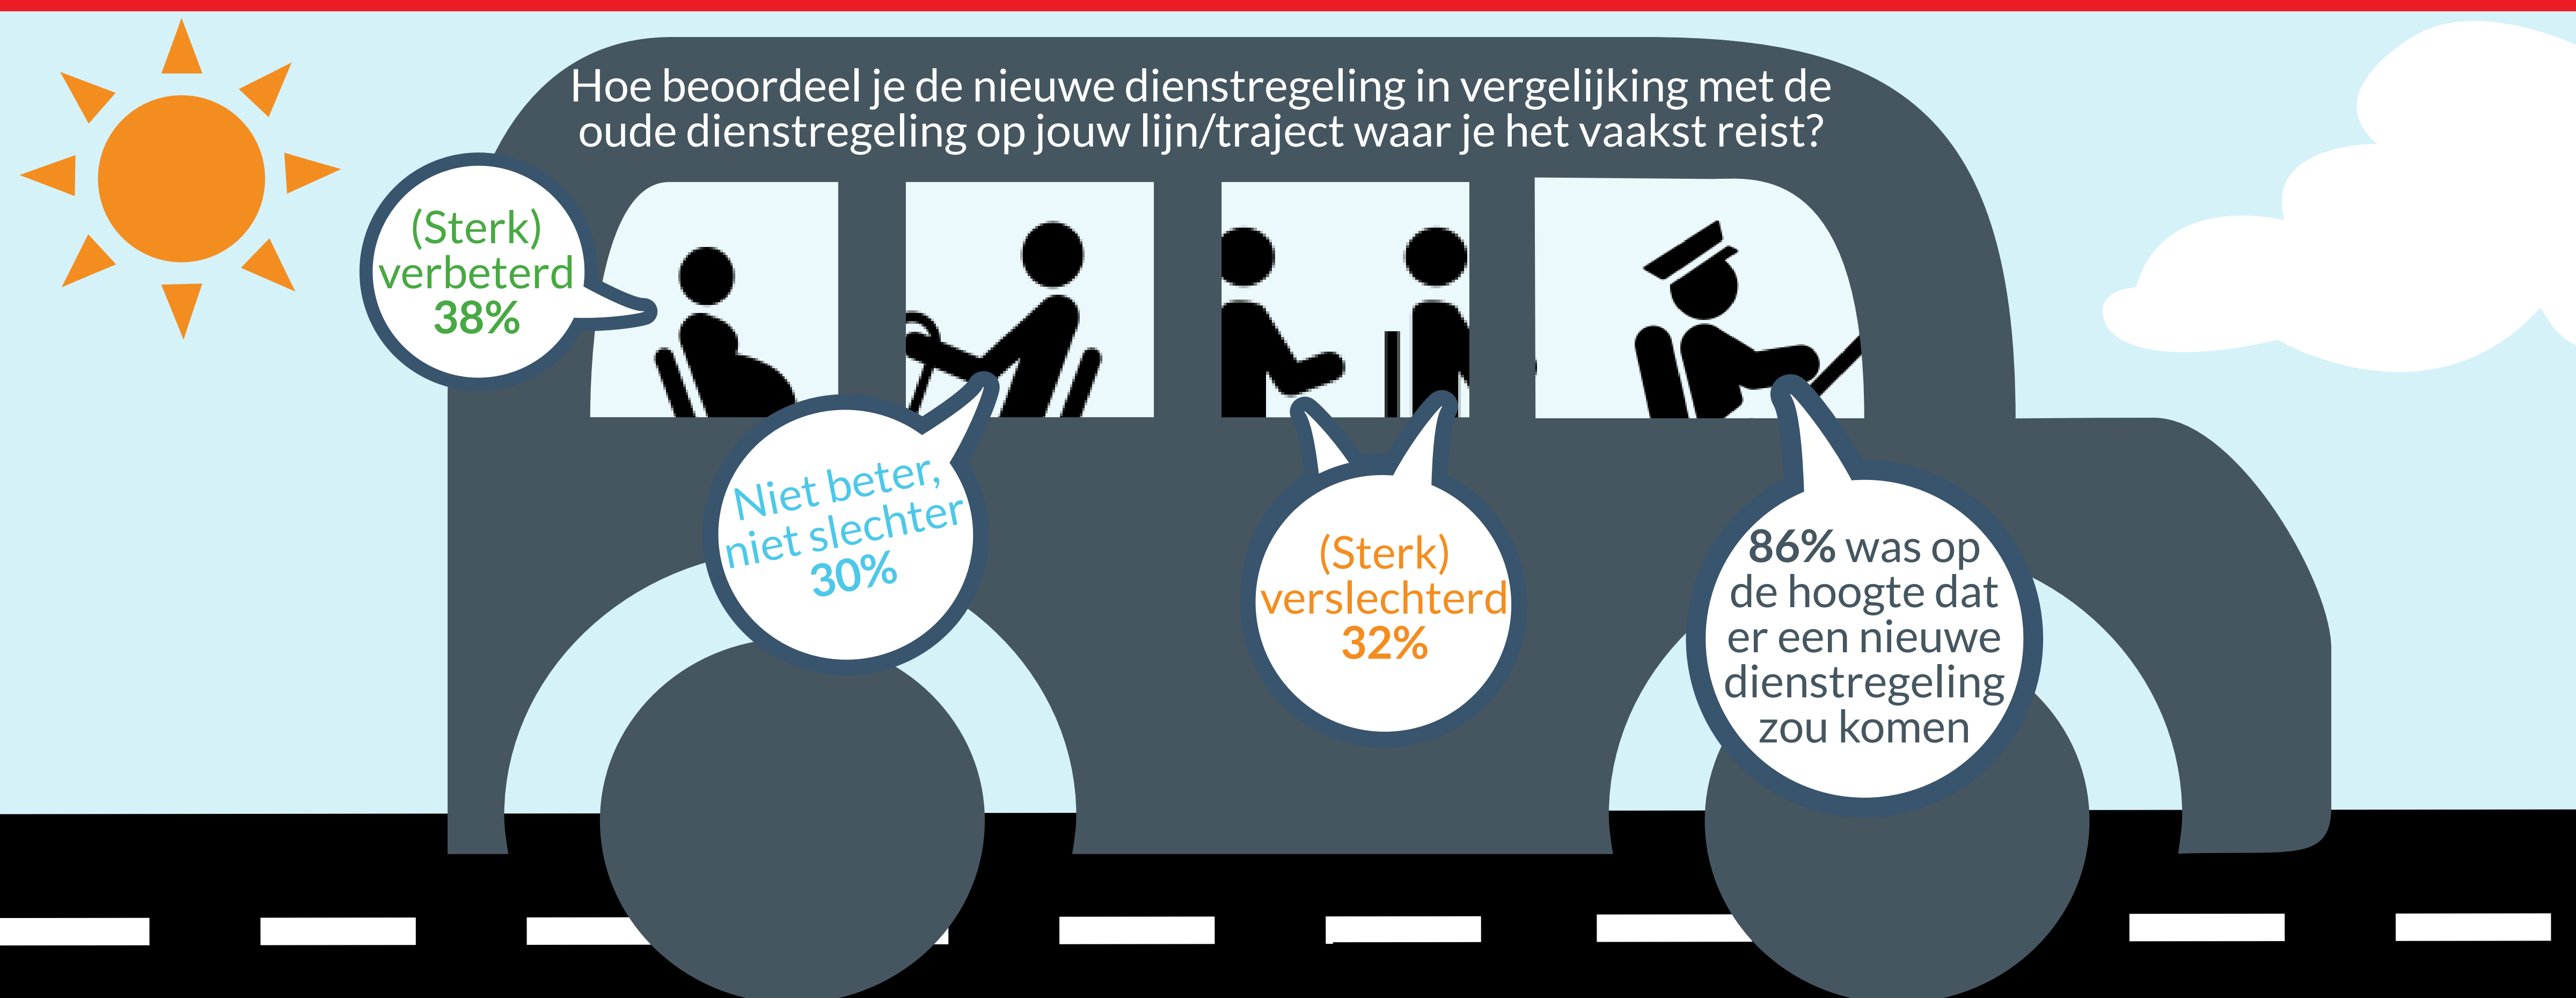 Hoe beoordeel je de nieuwe dienstregeling in vergelijking met de
oude dienstregeling op jouw lijn/traject waar je het vaakst reist?
(Sterk)
verbeterd
38%
Niet beter,
niet slechter
30%
(Sterk)
verslechterd
32%
86% was op
de hoogte dat
er een nieuwe
dienstregeling
zou komen